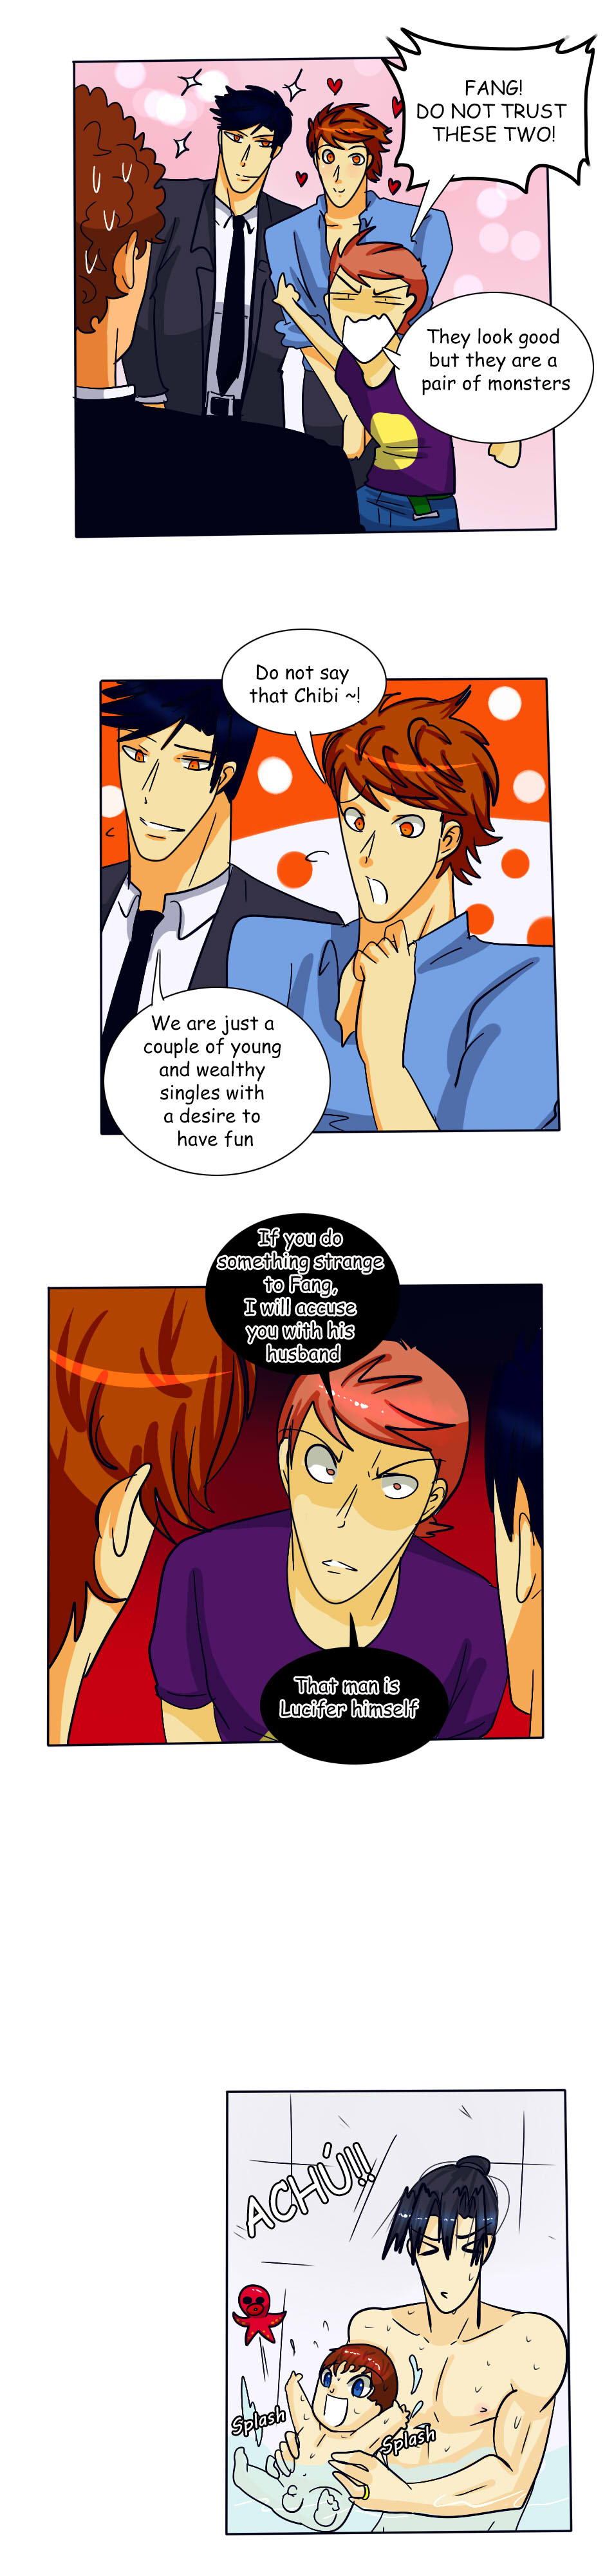 FANG!
DO NOT TRUST
THESE TWO!
They look good
but they are a
pair of monsters
Do not say
that Chibi ~!
We are just a
couple of young
and wealthy
singles with
a desire to
have fun
If you do
something strange
to Fang,
I will accuse
you with his
husband
That man is
Lucifer himself
ACHÚ!!!
Splash
Splash